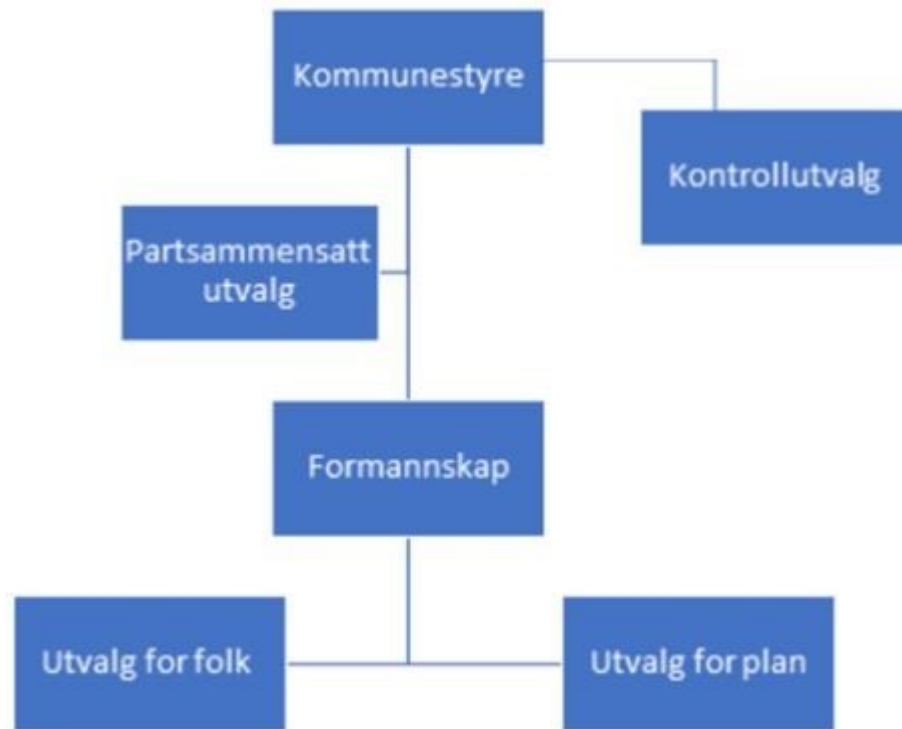 Kommunestyre
Kontrollutvalg
Partsammensatt
utvalg
Formannskap
Utvalg for folk
Utvalg for plan